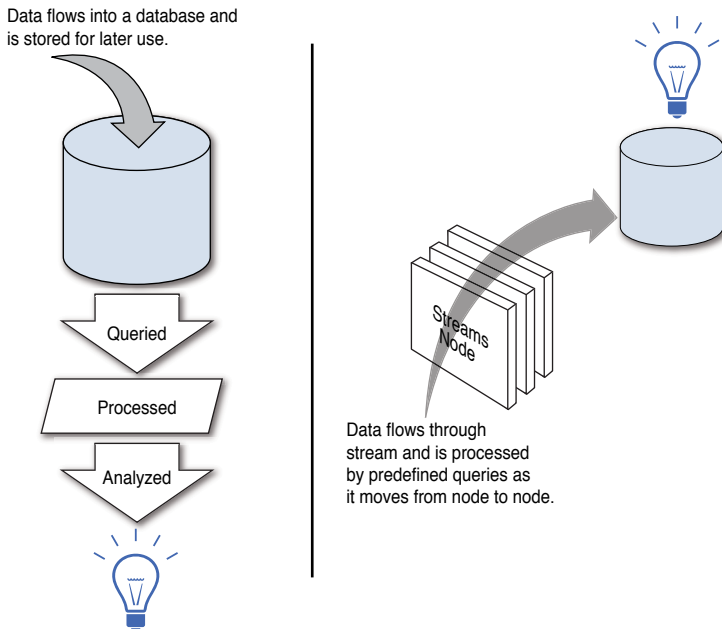 Data flows into a database and
is stored for later use.
Queried
Processed
Analyzed
Streams
Node
Data flows through
stream and is processed
by predefined queries as
it moves from node to node.